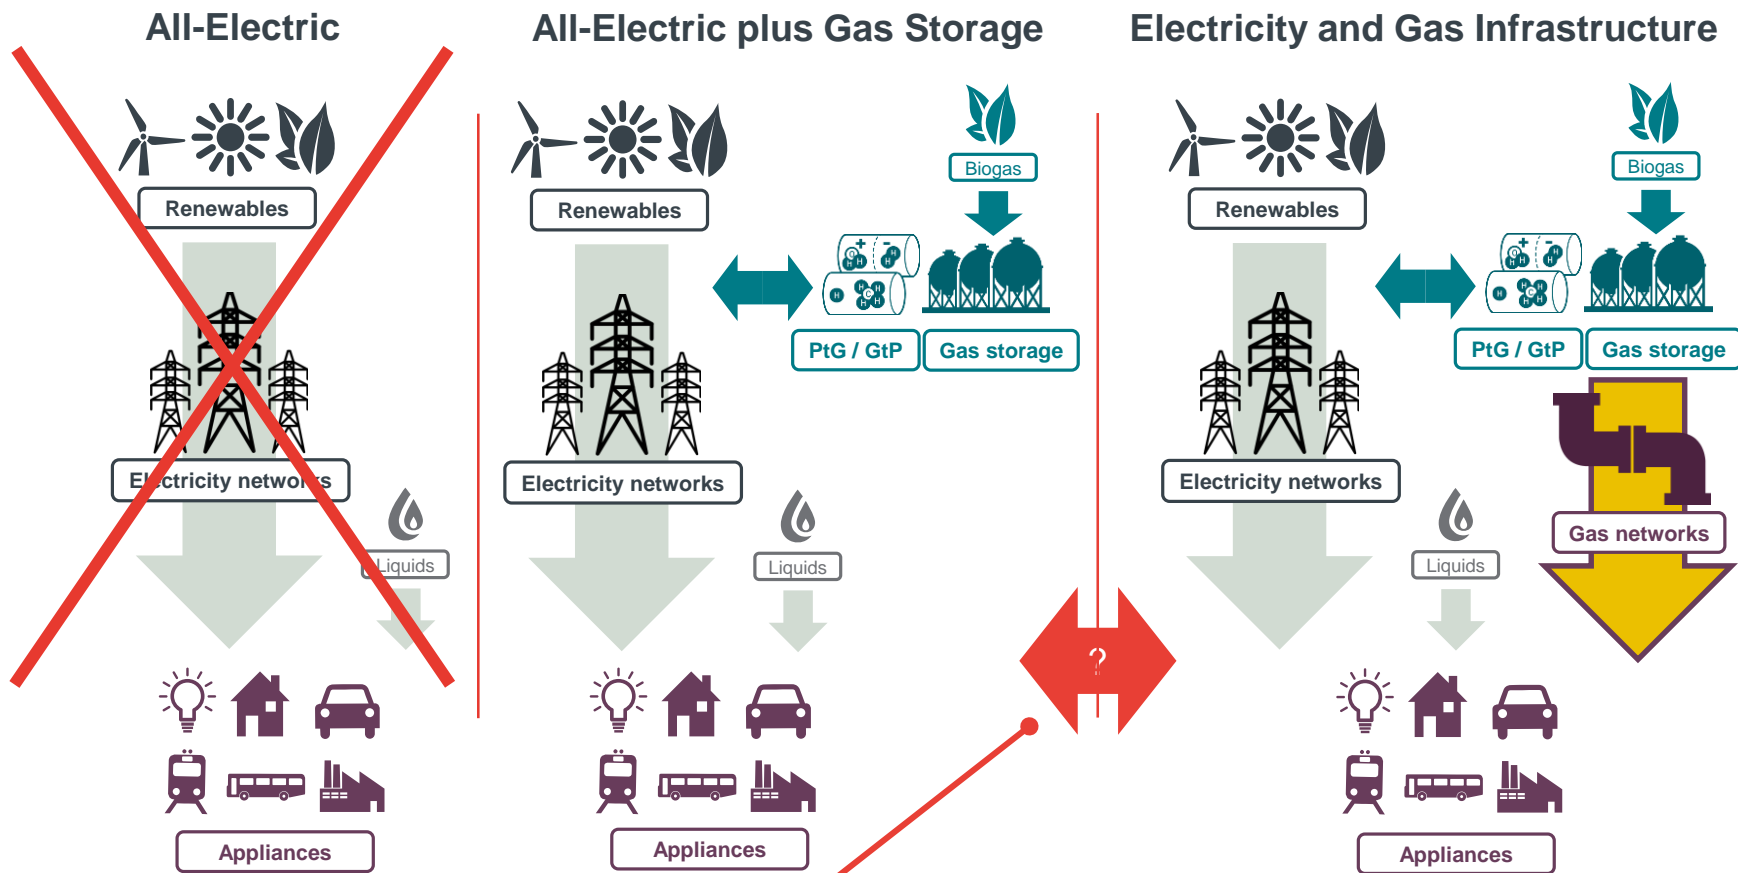 All-Electric
All-Electric plus Gas Storage
Electricity and Gas Infrastructure
Renewables
Electricity networks
Liquids
Appliances
Renewables
Biogas
+ -
O H H H H
H C H H H H
PtG / GtP
Gas storage
Electricity networks
Liquids
Appliances
?
Renewables
Biogas
+ -
O H H H H
H C H H H H
PtG / GtP
Gas storage
Electricity networks
Gas networks
Liquids
Appliances